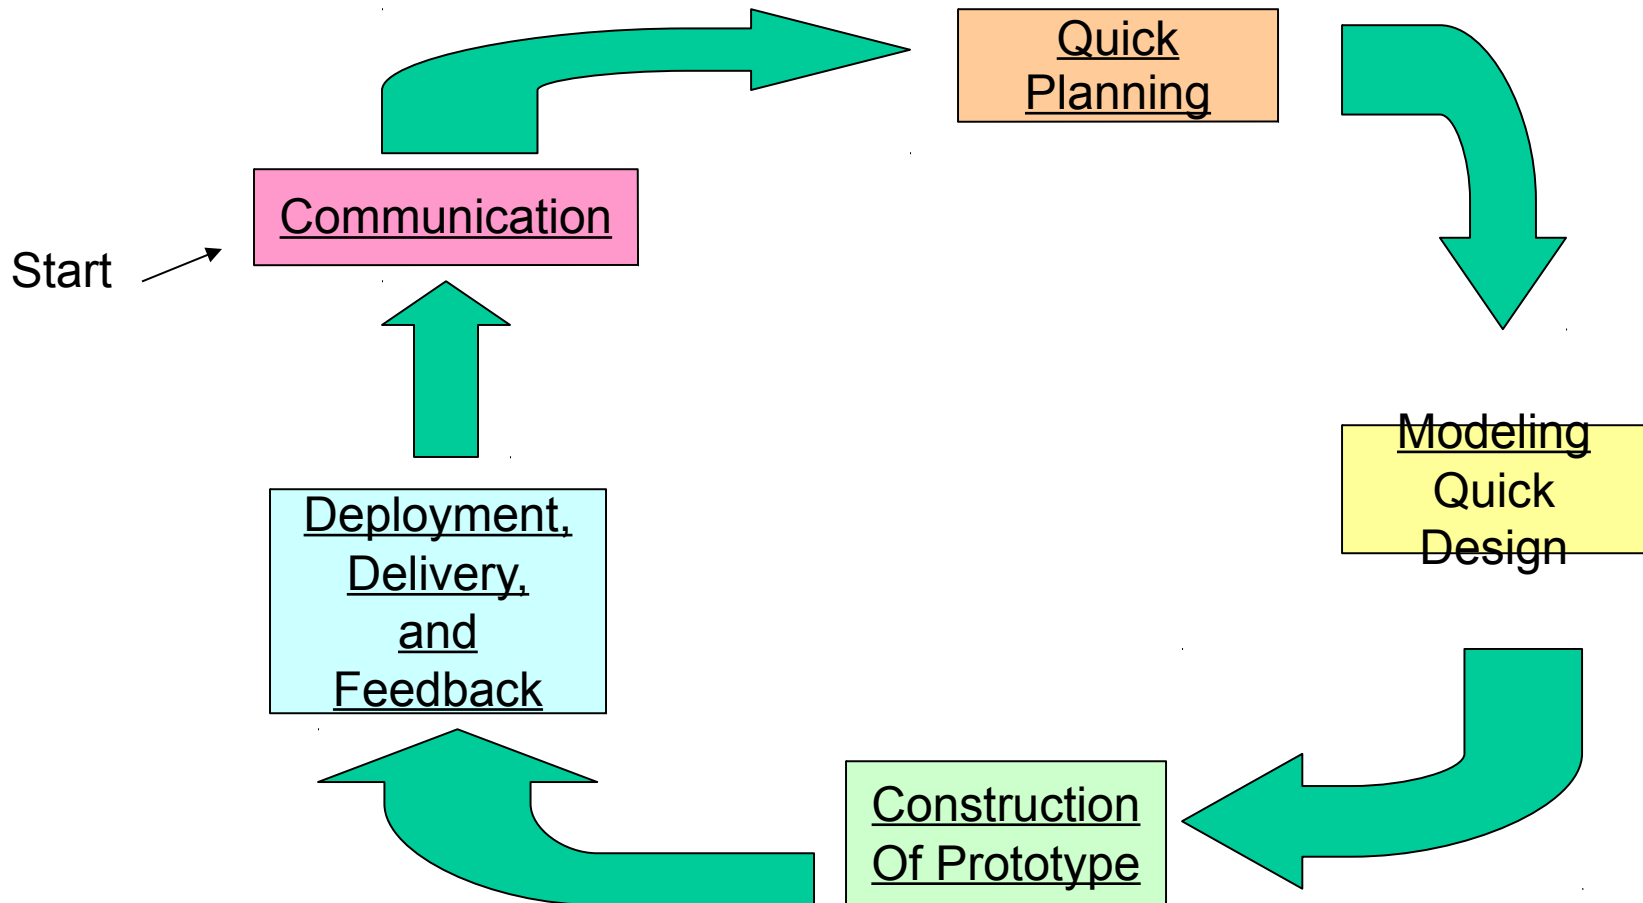 Quick
Planning
Communication
Start
Modeling
Quick
Design
Deployment,
Delivery,
and
Feedback
Construction
Of Prototype